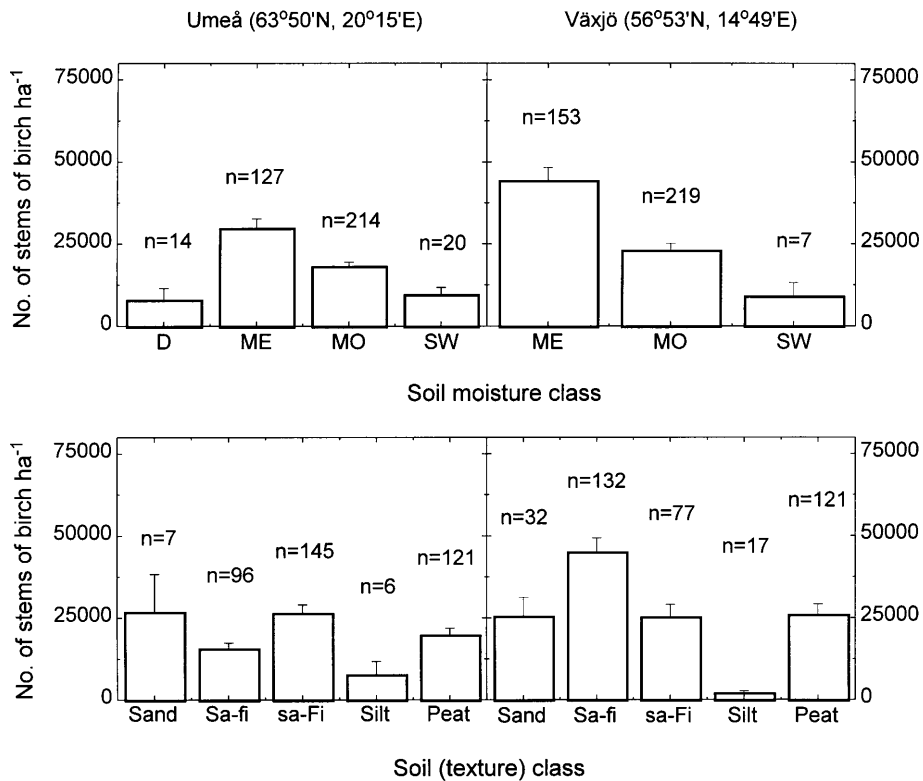 Umeå (63°50'N, 20°15'E)
Växjö (56°53'N, 14°49'E)
No. of stems of birch ha⁻¹
75000
50000
25000
0
n=14
n=127
n=214
n=20
D ME MO SW
n=153
n=219
n=7
ME MO SW
75000
50000
25000
0
Soil moisture class
No. of stems of birch ha⁻¹
75000
50000
25000
0
n=7
n=96
n=145
n=6
n=121
Sand Sa-fi sa-Fi Silt Peat
n=32
n=132
n=77
n=17
n=121
Sand Sa-fi sa-Fi Silt Peat
75000
50000
25000
0
Soil (texture) class